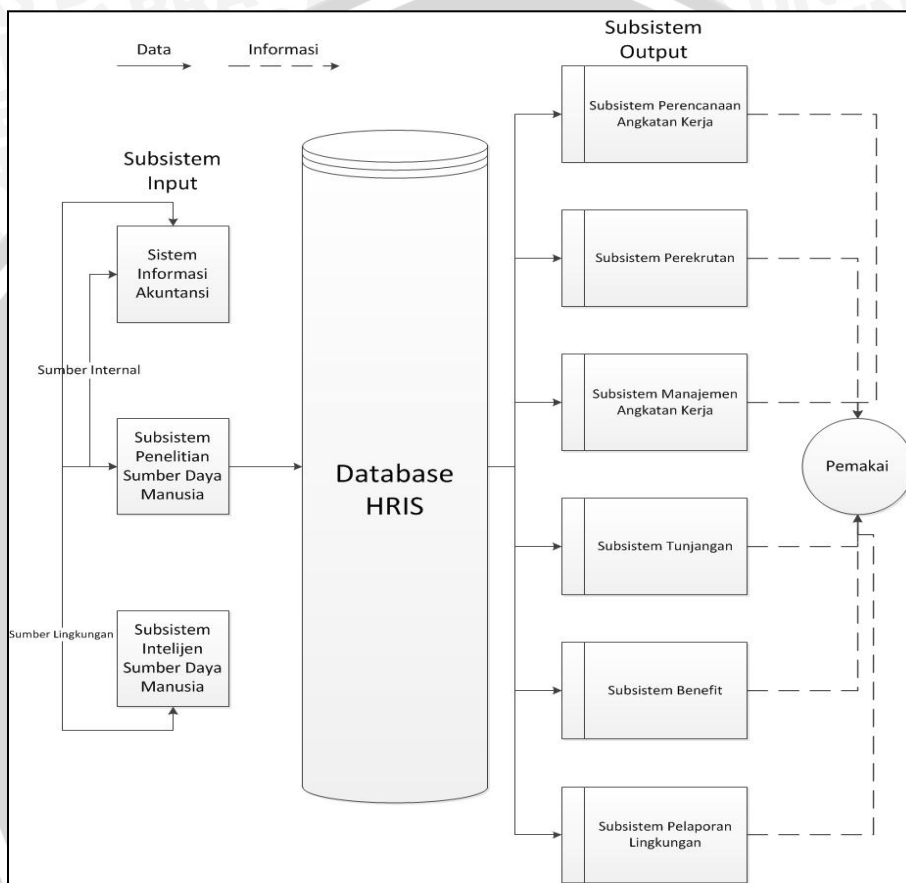 Data
Informasi
Subsistem
Output
Subsistem
Input
Sistem
Informasi
Akuntansi
Sumber Internal
Subsistem
Penelitian
Sumber Daya
Manusia
Sumber Lingkungan
Subsistem
Intelijen
Sumber Daya
Manusia
Database
HRIS
Subsistem Perencanaan
Angkatan Kerja
Subsistem Perekrutan
Subsistem Manajemen
Angkatan Kerja
Subsistem Tunjangan
Subsistem Benefit
Subsistem Pelaporan
Lingkungan
Pemakai